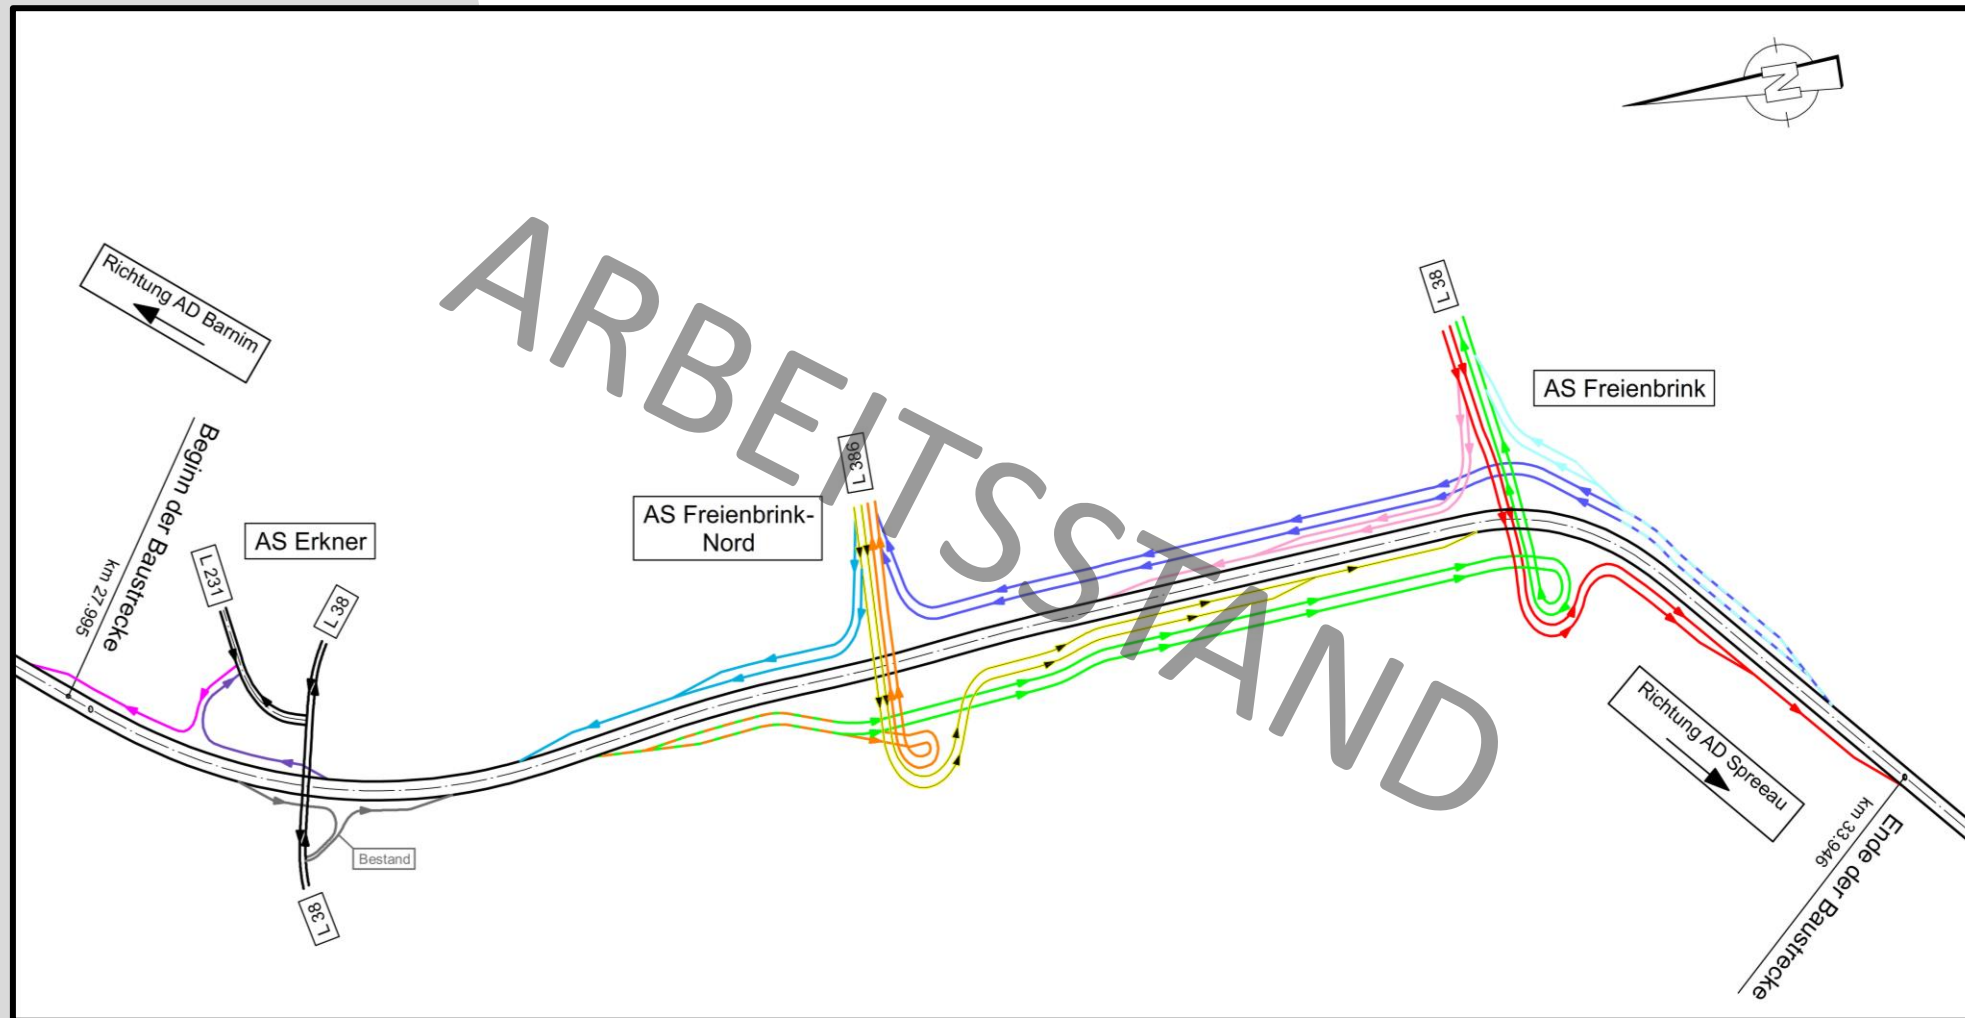 N
Richtung AD Barnim
Beginn der Baustrecke
km 27.995
AS Erkner
L 231
L 38
L 38
Bestand
AS Freienbrink-
Nord
L 386
ARBEITSSTAND
L 38
AS Freienbrink
Richtung AD Spreeau
km 33.946
Ende der Baustrecke